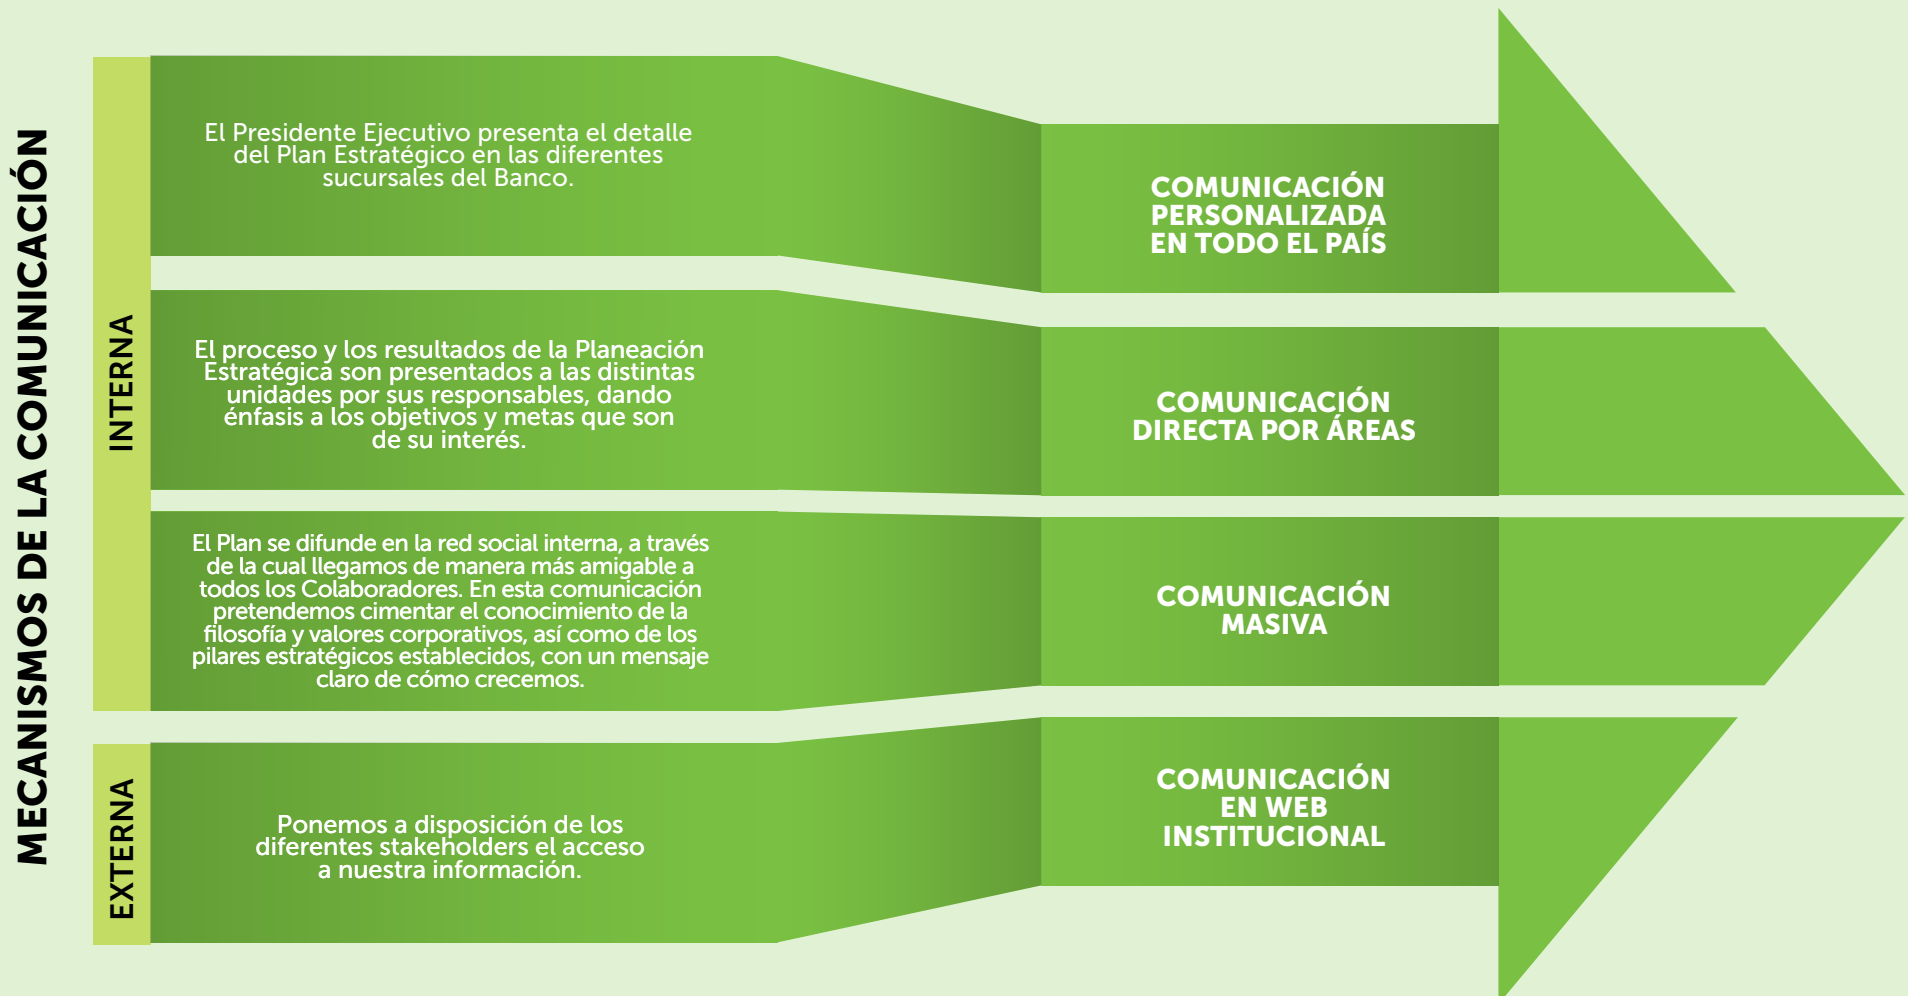 MECANISMOS DE LA COMUNICACIÓN
INTERNA
El Presidente Ejecutivo presenta el detalle
del Plan Estratégico en las diferentes
sucursales del Banco.
COMUNICACIÓN
PERSONALIZADA
EN TODO EL PAÍS
El proceso y los resultados de la Planeación
Estratégica son presentados a las distintas
unidades por sus responsables, dando
énfasis a los objetivos y metas que son
de su interés.
COMUNICACIÓN
DIRECTA POR ÁREAS
El Plan se difunde en la red social interna, a través
de la cual llegamos de manera más amigable a
todos los Colaboradores. En esta comunicación
pretendemos cimentar el conocimiento de la
filosofía y valores corporativos, así como de los
pilares estratégicos establecidos, con un mensaje
claro de cómo crecemos.
COMUNICACIÓN
MASIVA
EXTERNA
Ponemos a disposición de los
diferentes stakeholders el acceso
a nuestra información.
COMUNICACIÓN
EN WEB
INSTITUCIONAL